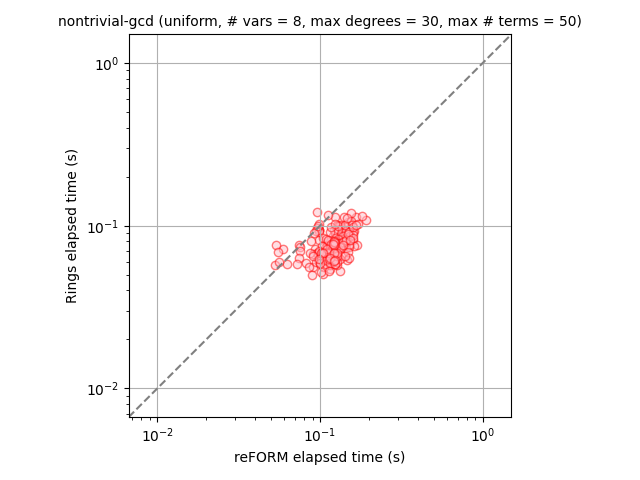 nontrivial-gcd (uniform, # vars = 8, max degrees = 30, max # terms = 50)
Rings elapsed time (s)
10⁰
10⁻¹
10⁻²
10⁻² 10⁻¹ 10⁰
reFORM elapsed time (s)